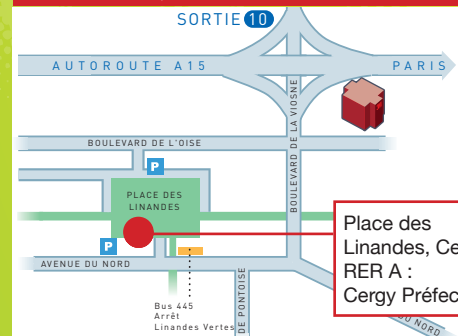 SORTIE 10
AUTOROUTE A15
PARIS
BOULEVARD DE LA VIOSNE
BOULEVARD DE L'OISE
P
PLACE DES
LINANDES
P
AVENUE DU NORD
Place des
Linandes, Ce
RER A :
Cergy Préfec
Bus 445
Arrêt
Linandes Vertes
DE PONTOISE
DU NORD